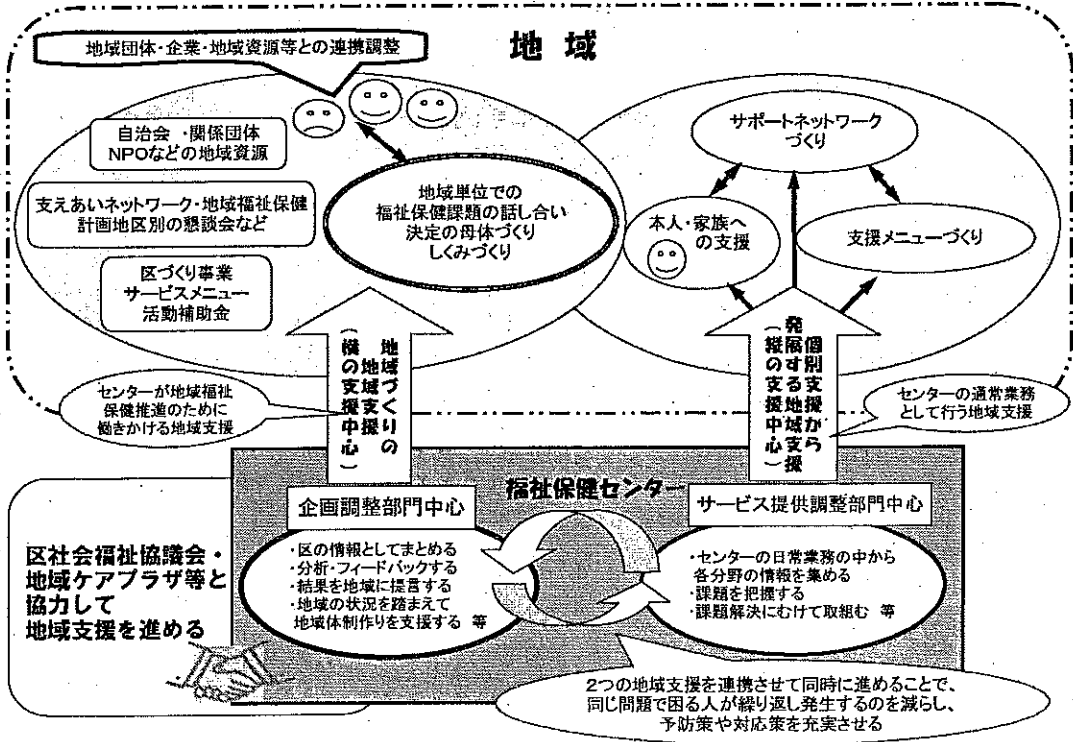 地域
地域団体・企業・地域資源等との連携調整
自治会 ・関係団体
NPOなどの地域資源
支えあいネットワーク・地域福祉保健
計画地区別の懇談会など
区づくり事業
サービスメニュー
活動補助金
地域単位での
福祉保健課題の話し合い
決定の母体づくり
しくみづくり
サポートネットワーク
づくり
本人・家族へ
の支援
支援メニューづくり
地域づくりの
地域支援
(横の支援中心)
個別支援から
発展する地域支援
(縦の支援中心)
センターが地域福祉
保健推進のために
働きかける地域支援
センターの通常業務
として行う地域支援
福祉保健センター
企画調整部門中心
・区の情報としてまとめる
・分析・フィードバックする
・結果を地域に提言する
・地域の状況を踏まえて
地域体制作りを支援する 等
サービス提供調整部門中心
・センターの日常業務の中から
各分野の情報を集める
・課題を把握する
・課題解決にむけて取組む 等
区社会福祉協議会・
地域ケアプラザ等と
協力して
地域支援を進める
2つの地域支援を連携させて同時に進めることで、
同じ問題で困る人が繰り返し発生するのを減らし、
予防策や対応策を充実させる